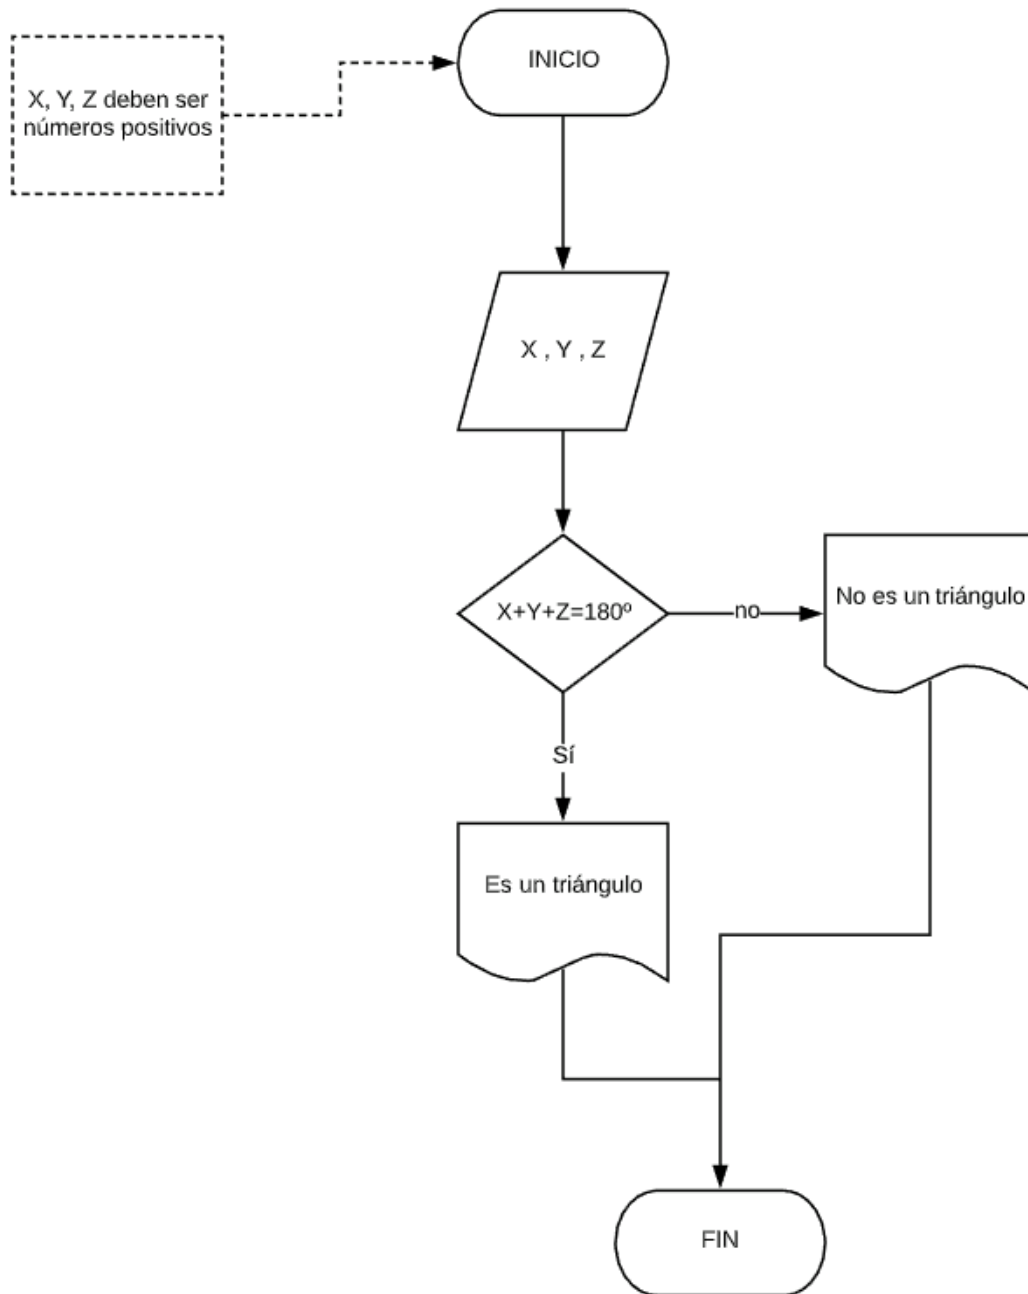 INICIO
X, Y, Z deben ser
números positivos
X , Y , Z
X+Y+Z=180º
no
No es un triángulo
Sí
Es un triángulo
FIN